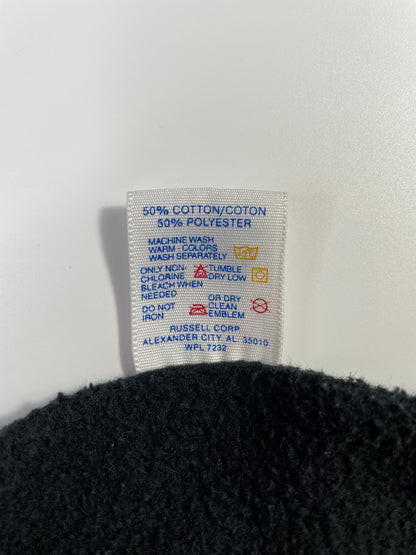 50% COTTON/COTON
50% POLYESTER
MACHINE WASH
WARM - COLORS
WASH SEPARATELY
ONLY NON-
CHLORINE
BLEACH WHEN
NEEDED
TUMBLE
DRY LOW
DO NOT
IRON
OR DRY
CLEAN
EMBLEM
RUSSELL CORP
ALEXANDER CITY, AL 35010
WPL 7232